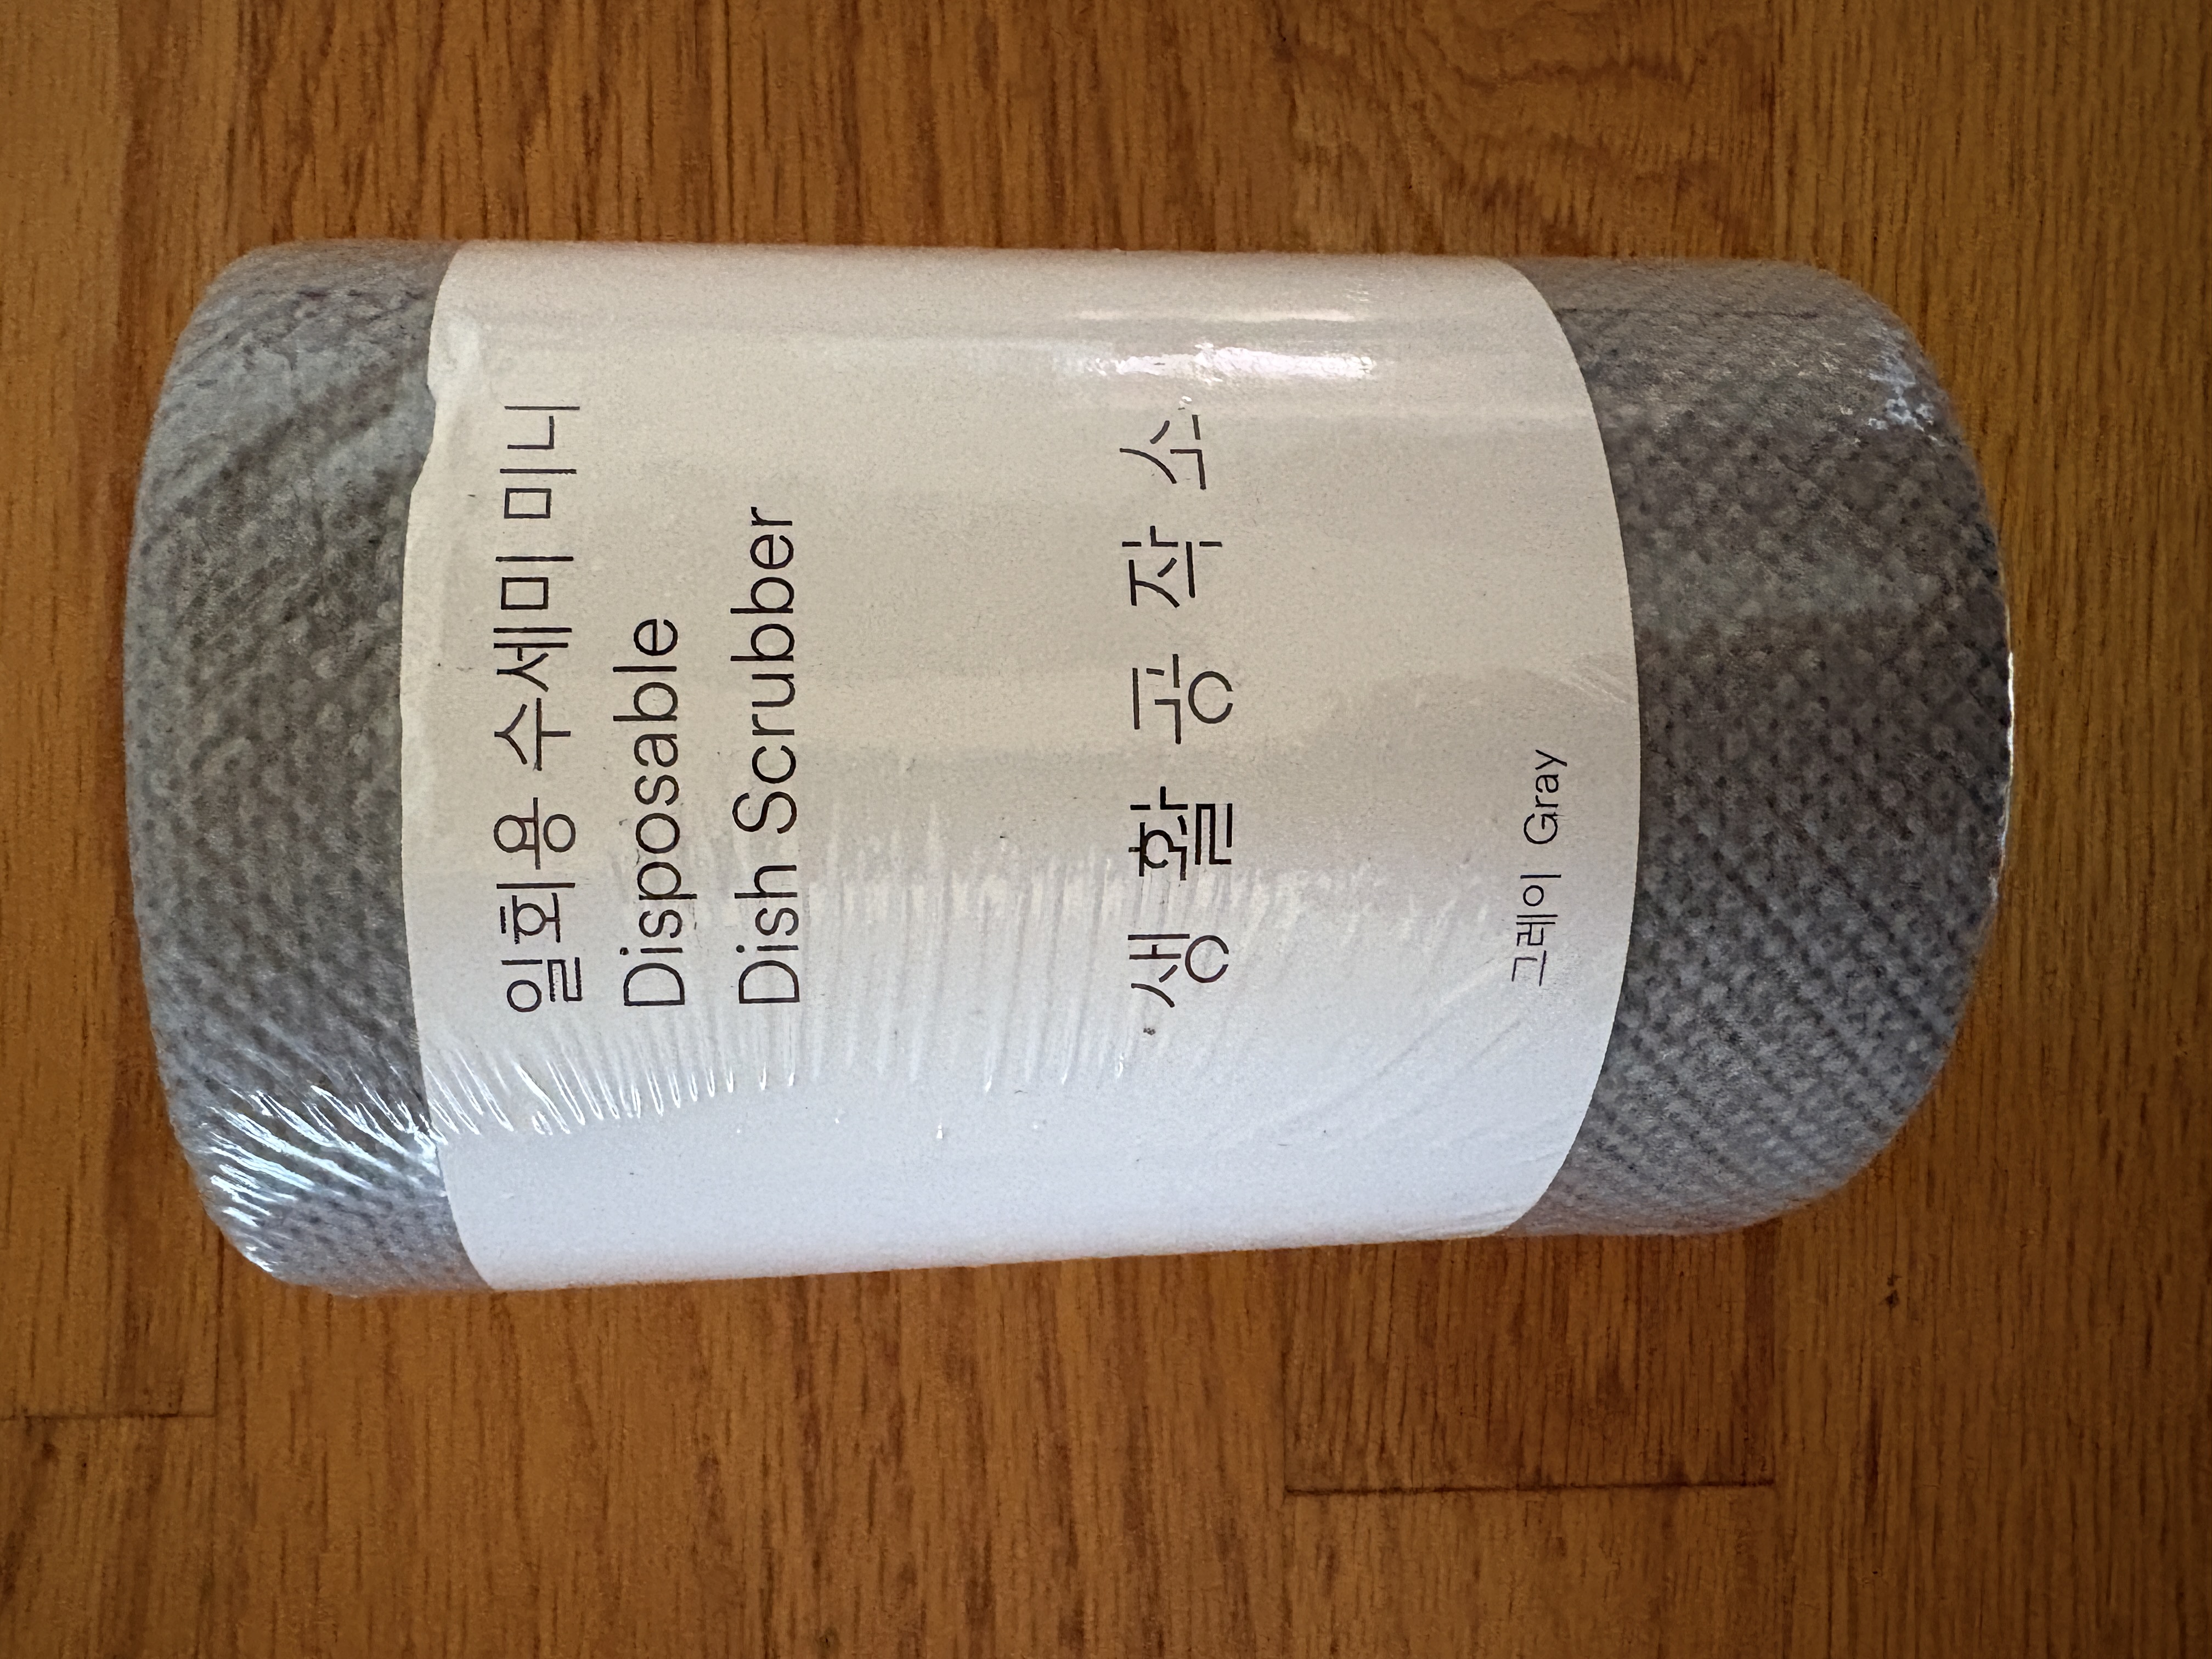 일회용 수세미 미니
Disposable
Dish Scrubber
생활공작소
그레이 Gray